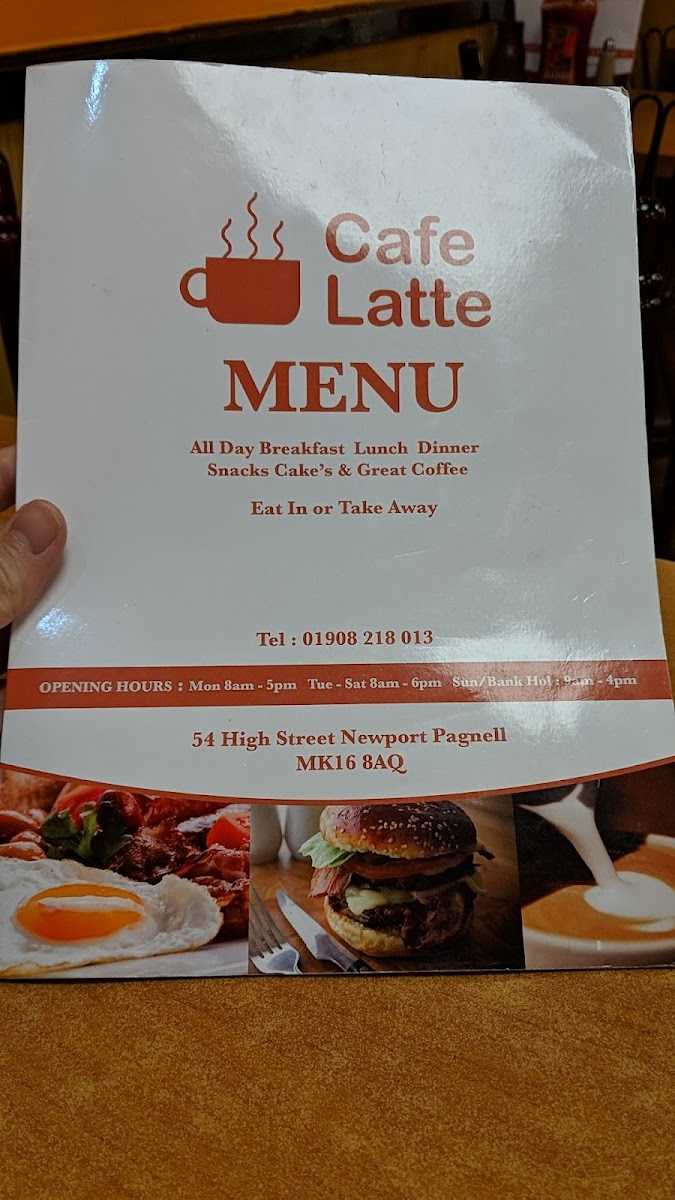 Cafe
Latte
MENU
All Day Breakfast Lunch Dinner
Snacks Cake's & Great Coffee
Eat In or Take Away
Tel : 01908 218 013
OPENING HOURS : Mon 8am - 5pm Tue - Sat 8am - 6pm Sun/Bank Hol : 9am - 4pm
54 High Street Newport Pagnell
MK16 8AQ